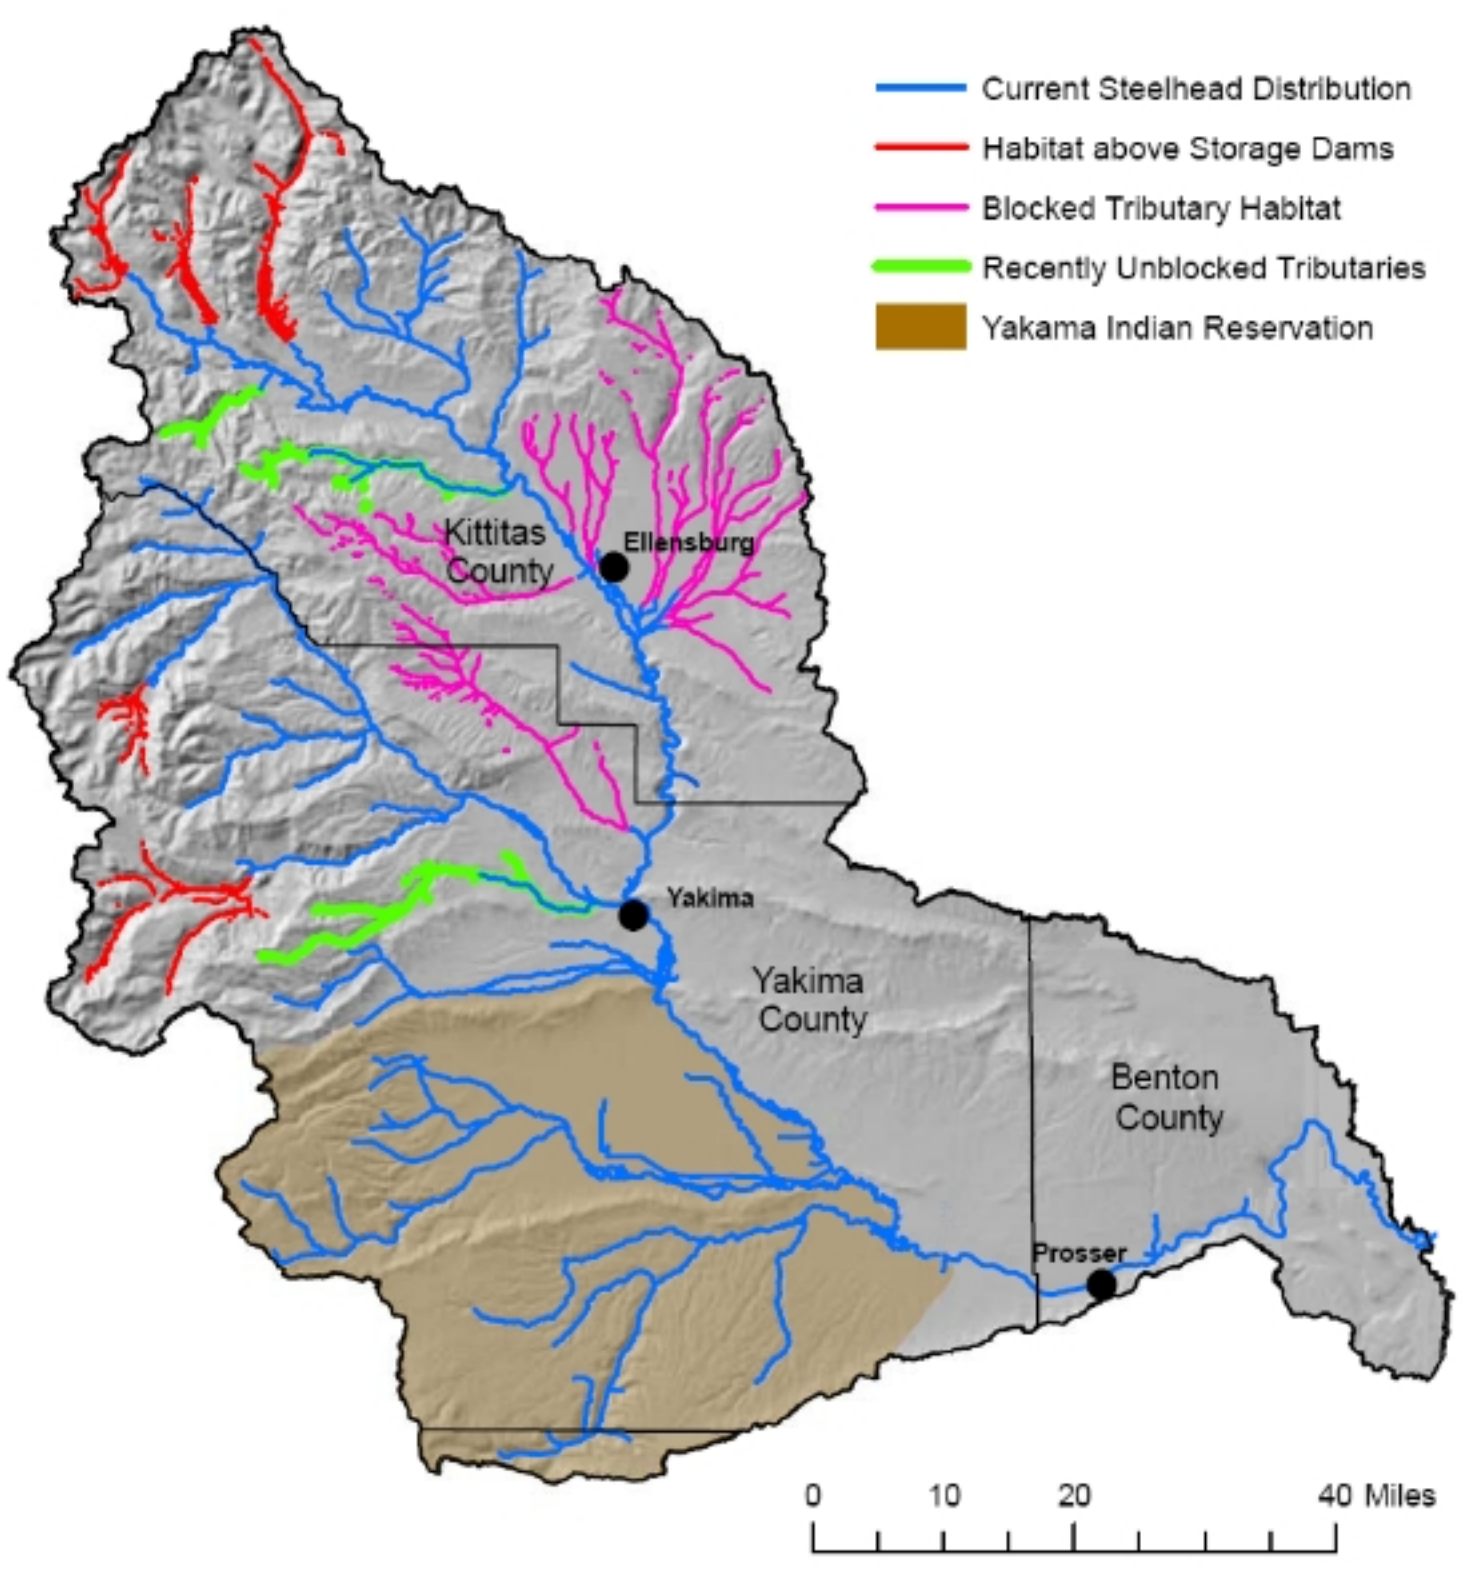 Current Steelhead Distribution
Habitat above Storage Dams
Blocked Tributary Habitat
Recently Unblocked Tributaries
Yakama Indian Reservation
Kittitas
County
Ellensburg
Yakima
Yakima
County
Benton
County
Prosser
0 10 20 40 Miles